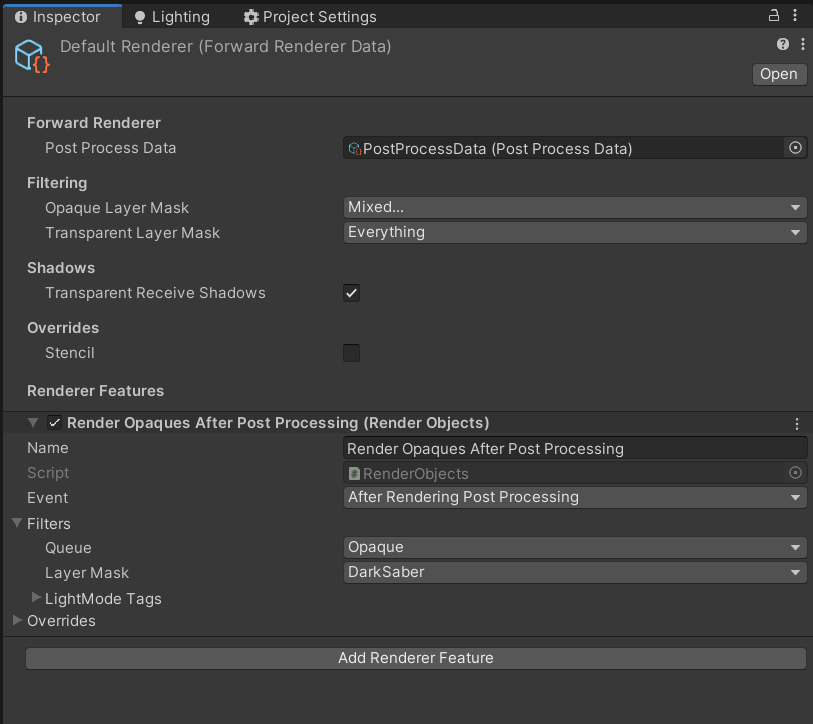 Inspector Lighting Project Settings
Default Renderer (Forward Renderer Data)
Open
Forward Renderer
Post Process Data PostProcessData (Post Process Data)
Filtering
Opaque Layer Mask Mixed...
Transparent Layer Mask Everything
Shadows
Transparent Receive Shadows
Overrides
Stencil
Renderer Features
Render Opaques After Post Processing (Render Objects)
Name Render Opaques After Post Processing
Script RenderObjects
Event After Rendering Post Processing
Filters
Queue Opaque
Layer Mask DarkSaber
LightMode Tags
Overrides
Add Renderer Feature